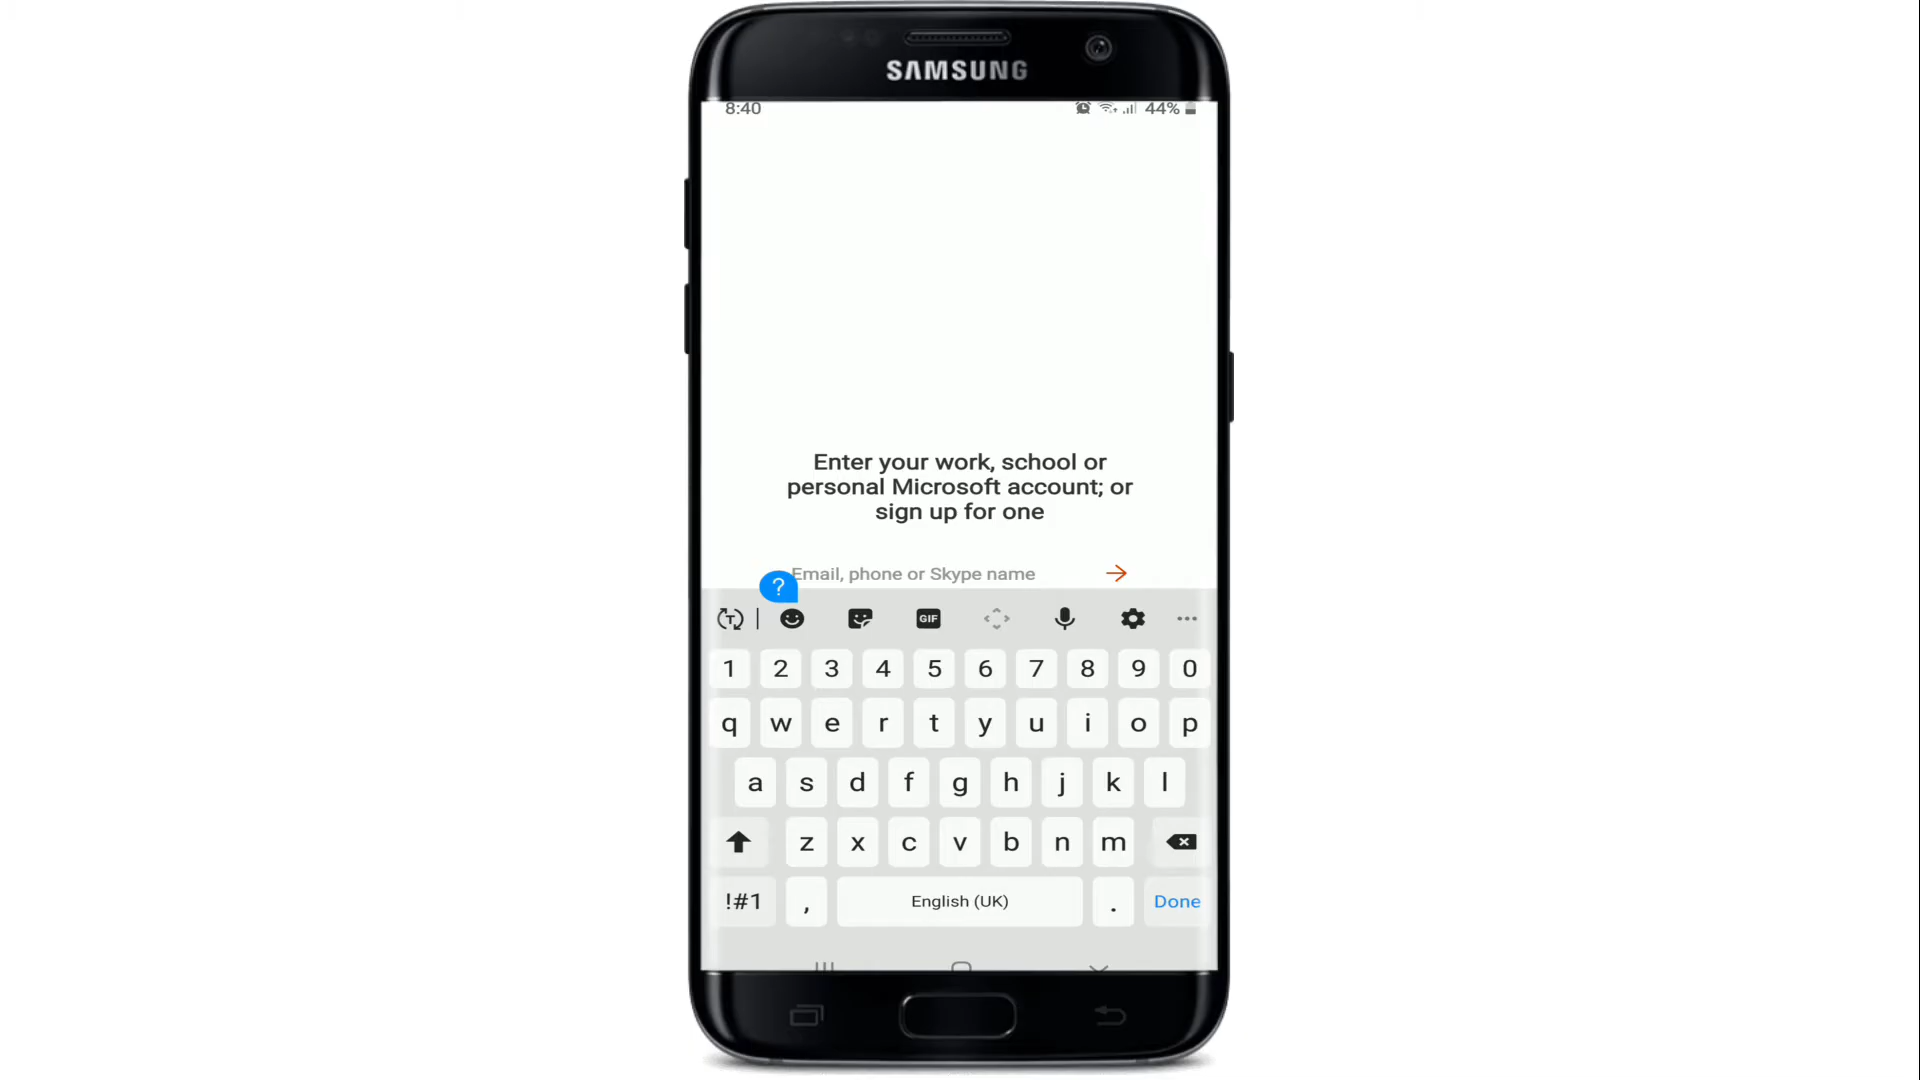 SAMSUNG
8:40
44%
Enter your work, school or
personal Microsoft account; or
sign up for one
Email, phone or Skype name
?
T GIF
1 2 3 4 5 6 7 8 9 0
q w e r t y u i o p
a s d f g h j k l
z x c v b n m
!#1 , English (UK) . Done